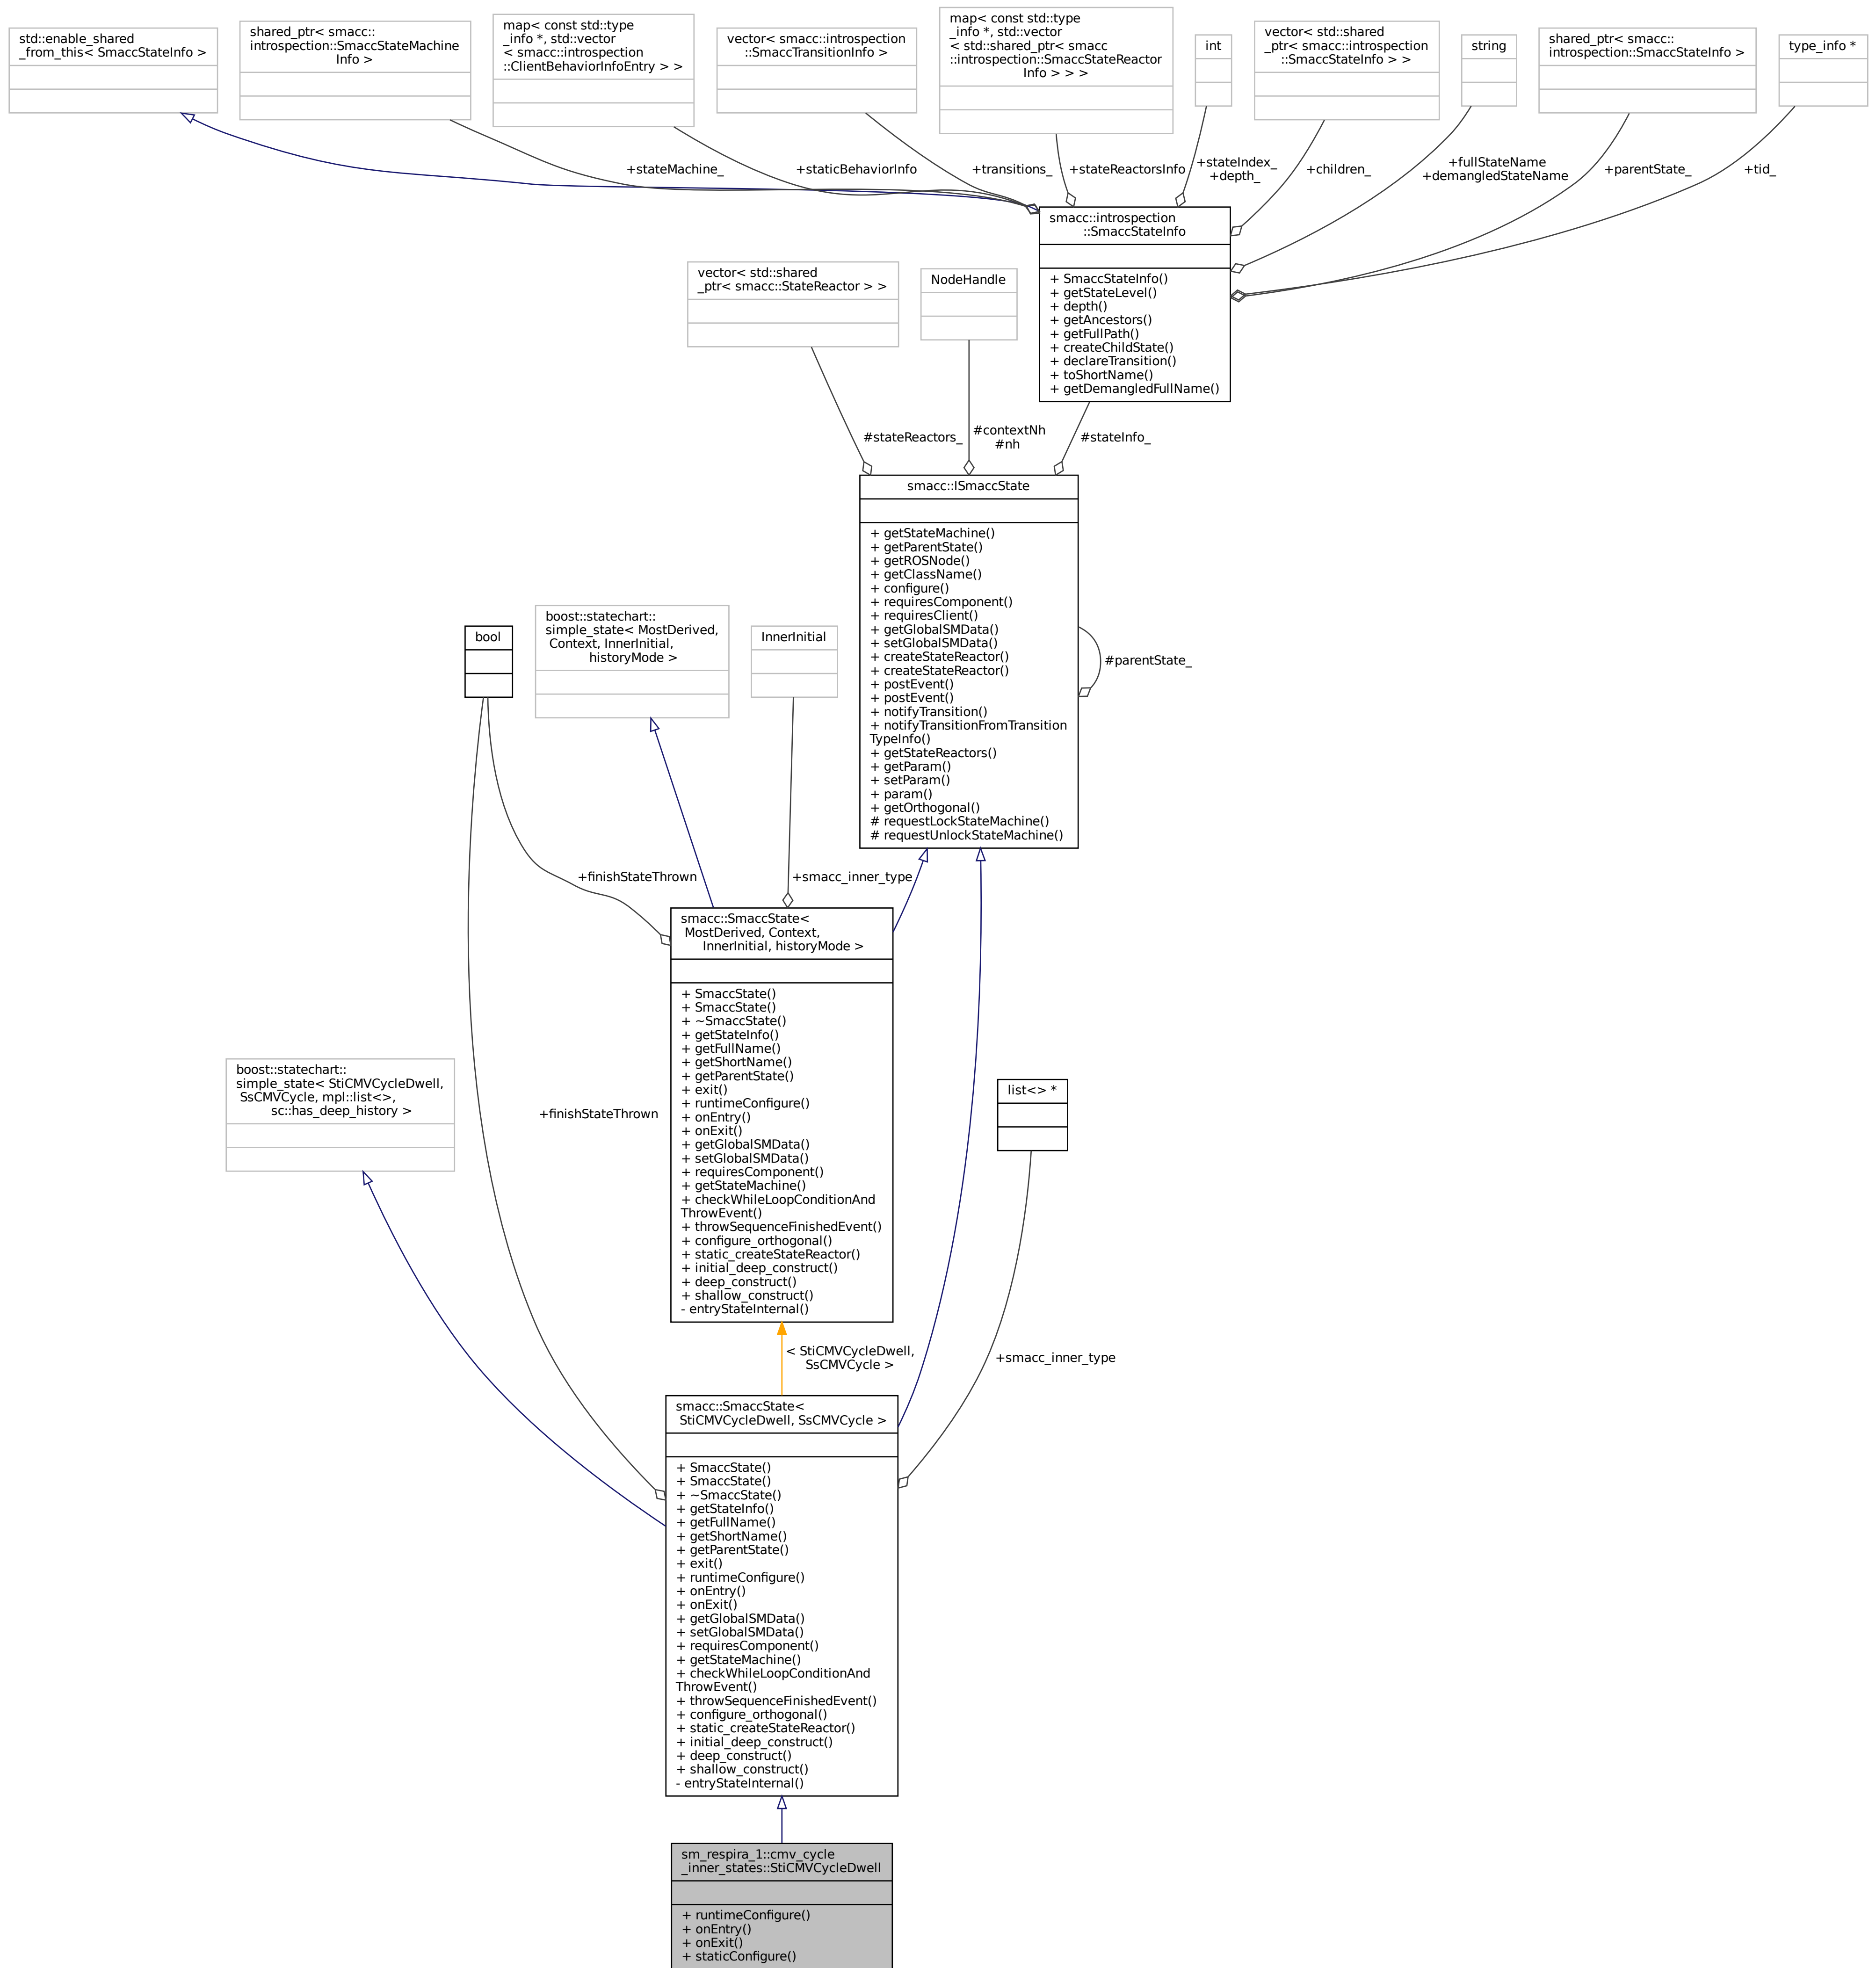 std::enable_shared
_from_this< SmaccStateInfo >
shared_ptr< smacc::
introspection::SmaccStateMachine
Info >
map< const std::type
_info *, std::vector
< smacc::introspection
::ClientBehaviorInfoEntry > >
vector< smacc::introspection
::SmaccTransitionInfo >
map< const std::type
_info *, std::vector
< std::shared_ptr< smacc
::introspection::SmaccStateReactor
Info > > >
int
vector< std::shared
_ptr< smacc::introspection
::SmaccStateInfo > >
string
shared_ptr< smacc::
introspection::SmaccStateInfo >
type_info *
+stateMachine_
+staticBehaviorInfo
+transitions_
+stateReactorsInfo
+stateIndex_
+depth_
+children_
+fullStateName
+demangledStateName
+parentState_
+tid_
smacc::introspection
::SmaccStateInfo
+ SmaccStateInfo()
+ getStateLevel()
+ depth()
+ getAncestors()
+ getFullPath()
+ createChildState()
+ declareTransition()
+ toShortName()
+ getDemangledFullName()
vector< std::shared
_ptr< smacc::StateReactor > >
NodeHandle
#stateReactors_
#contextNh
#nh
#stateInfo_
smacc::ISmaccState
+ getStateMachine()
+ getParentState()
+ getROSNode()
+ getClassName()
+ configure()
+ requiresComponent()
+ requiresClient()
+ getGlobalSMData()
+ setGlobalSMData()
+ createStateReactor()
+ createStateReactor()
+ postEvent()
+ postEvent()
+ notifyTransition()
+ notifyTransitionFromTransition
TypeInfo()
+ getStateReactors()
+ getParam()
+ setParam()
+ param()
+ getOrthogonal()
# requestLockStateMachine()
# requestUnlockStateMachine()
#parentState_
bool
boost::statechart::
simple_state< MostDerived,
Context, InnerInitial,
historyMode >
InnerInitial
+finishStateThrown
+smacc_inner_type
smacc::SmaccState<
MostDerived, Context,
InnerInitial, historyMode >
+ SmaccState()
+ SmaccState()
+ ~SmaccState()
+ getStateInfo()
+ getFullName()
+ getShortName()
+ getParentState()
+ exit()
+ runtimeConfigure()
+ onEntry()
+ onExit()
+ getGlobalSMData()
+ setGlobalSMData()
+ requiresComponent()
+ getStateMachine()
+ checkWhileLoopConditionAnd
ThrowEvent()
+ throwSequenceFinishedEvent()
+ configure_orthogonal()
+ static_createStateReactor()
+ initial_deep_construct()
+ deep_construct()
+ shallow_construct()
- entryStateInternal()
boost::statechart::
simple_state< StiCMVCycleDwell,
SsCMVCycle, mpl::list<>,
sc::has_deep_history >
+finishStateThrown
list<> *
< StiCMVCycleDwell,
SsCMVCycle >
+smacc_inner_type
smacc::SmaccState<
StiCMVCycleDwell, SsCMVCycle >
+ SmaccState()
+ SmaccState()
+ ~SmaccState()
+ getStateInfo()
+ getFullName()
+ getShortName()
+ getParentState()
+ exit()
+ runtimeConfigure()
+ onEntry()
+ onExit()
+ getGlobalSMData()
+ setGlobalSMData()
+ requiresComponent()
+ getStateMachine()
+ checkWhileLoopConditionAnd
ThrowEvent()
+ throwSequenceFinishedEvent()
+ configure_orthogonal()
+ static_createStateReactor()
+ initial_deep_construct()
+ deep_construct()
+ shallow_construct()
- entryStateInternal()
sm_respira_1::cmv_cycle
_inner_states::StiCMVCycleDwell
+ runtimeConfigure()
+ onEntry()
+ onExit()
+ staticConfigure()